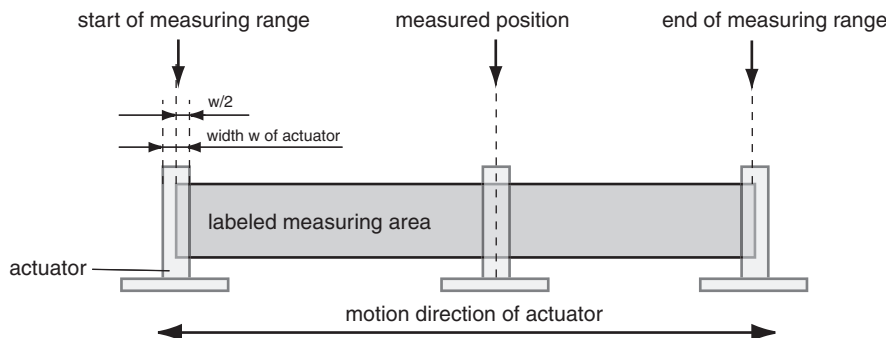 start of measuring range
measured position
end of measuring range
w/2
width w of actuator
labeled measuring area
actuator
motion direction of actuator